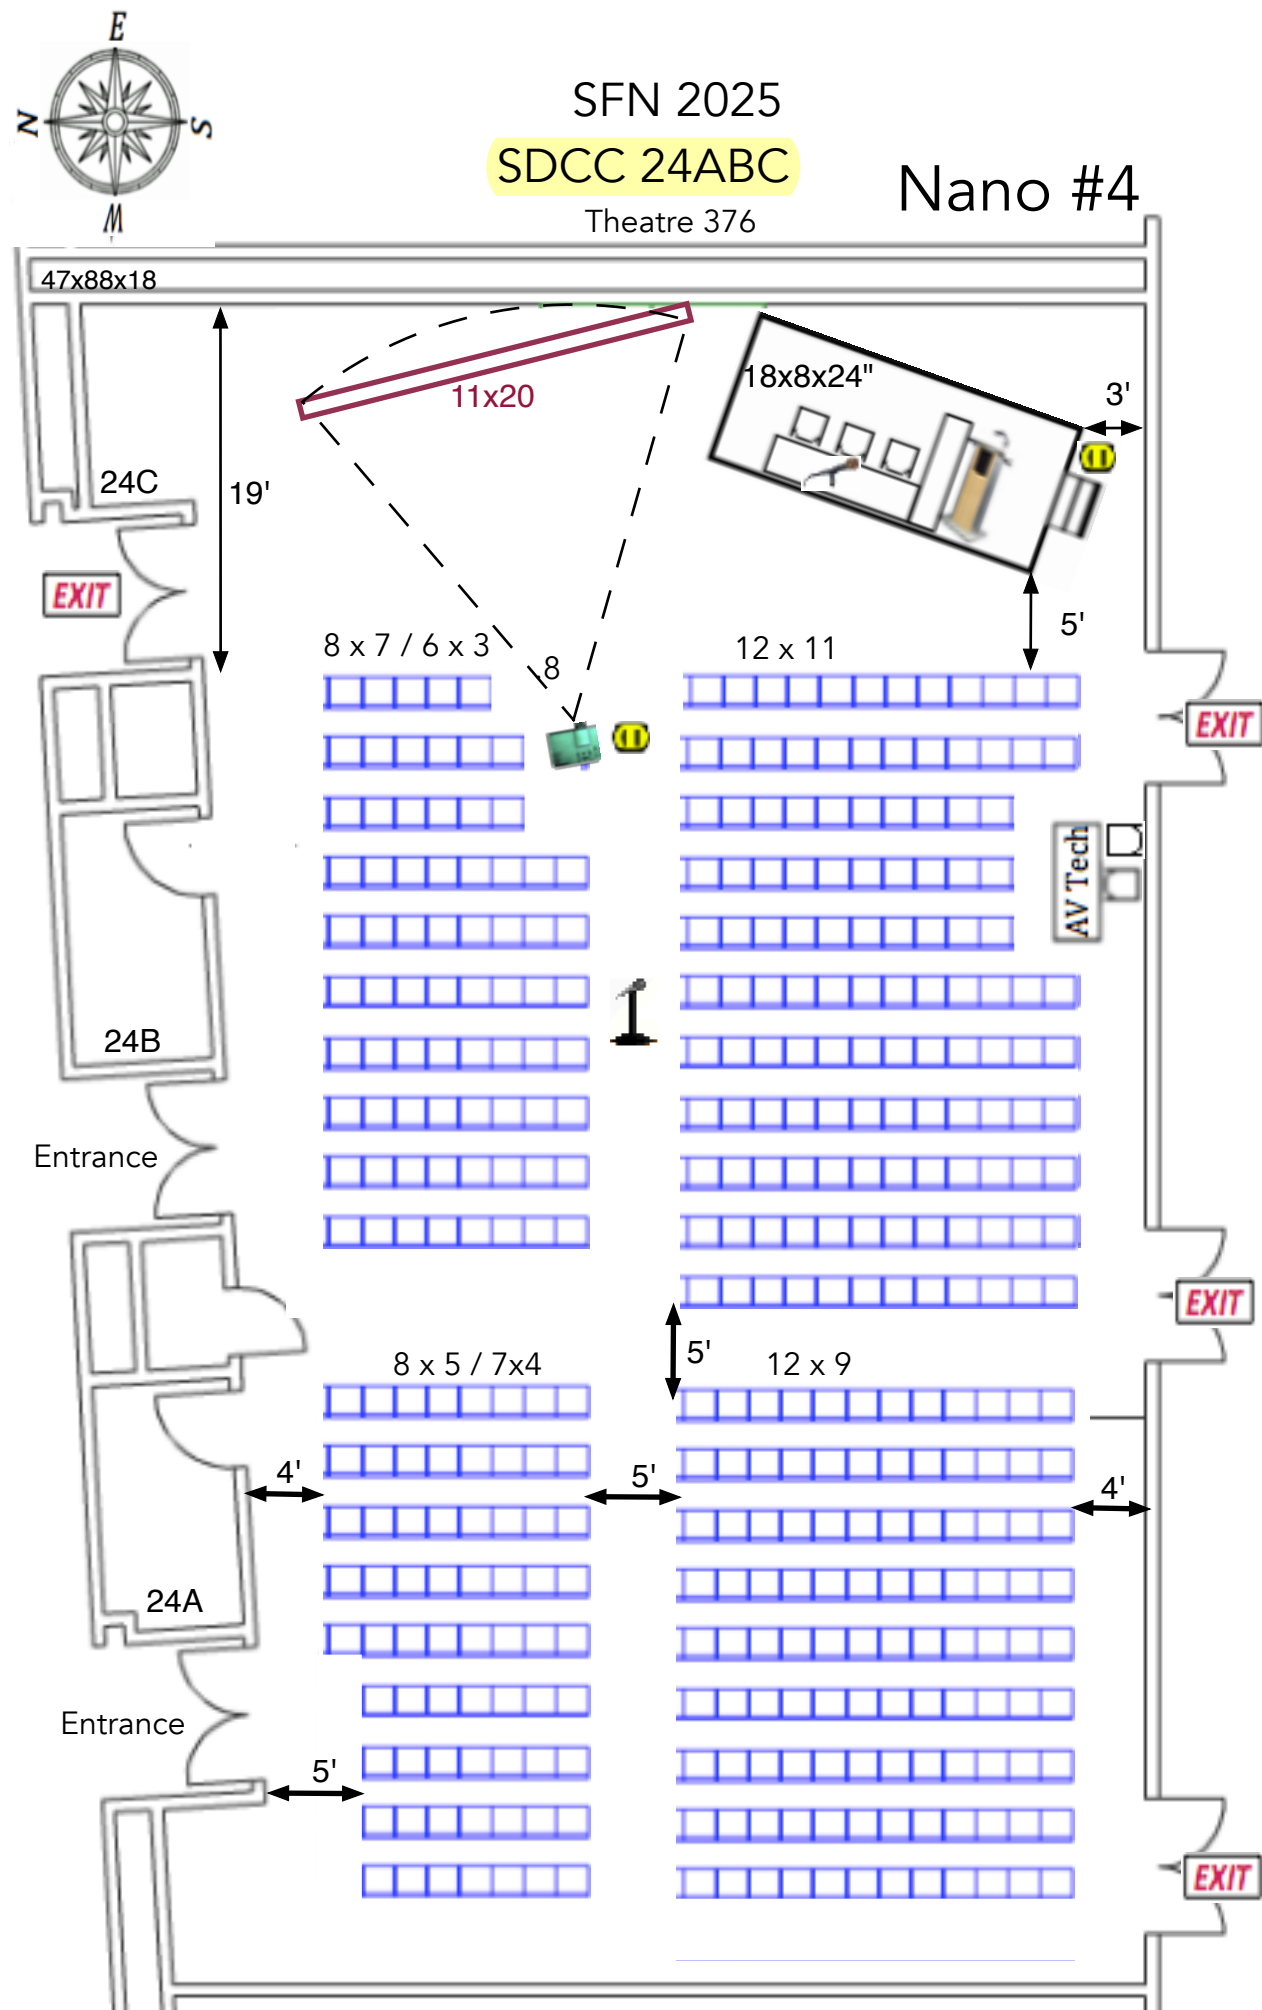 E
N
S
W
SFN 2025
SDCC 24ABC
Nano #4
Theatre 376
47x88x18
11x20
18x8x24"
3'
24C
19'
EXIT
5'
8 x 7 / 6 x 3
12 x 11
.8
EXIT
AV Tech
24B
Entrance
EXIT
5'
8 x 5 / 7x4
12 x 9
4'
5'
4'
24A
Entrance
5'
EXIT